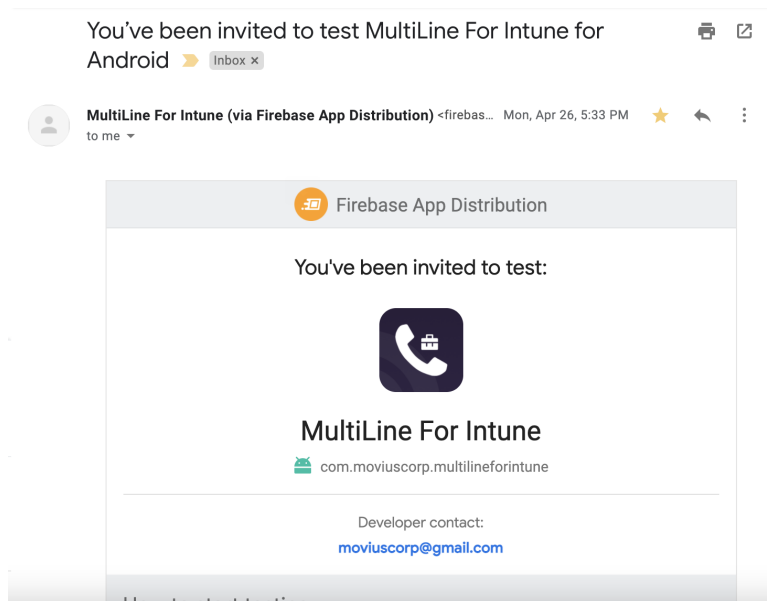 You’ve been invited to test MultiLine For Intune for
Android Inbox ×
MultiLine For Intune (via Firebase App Distribution) <firebas... Mon, Apr 26, 5:33 PM
to me
Firebase App Distribution
You've been invited to test:
MultiLine For Intune
com.moviuscorp.multilineforintune
Developer contact:
moviuscorp@gmail.com